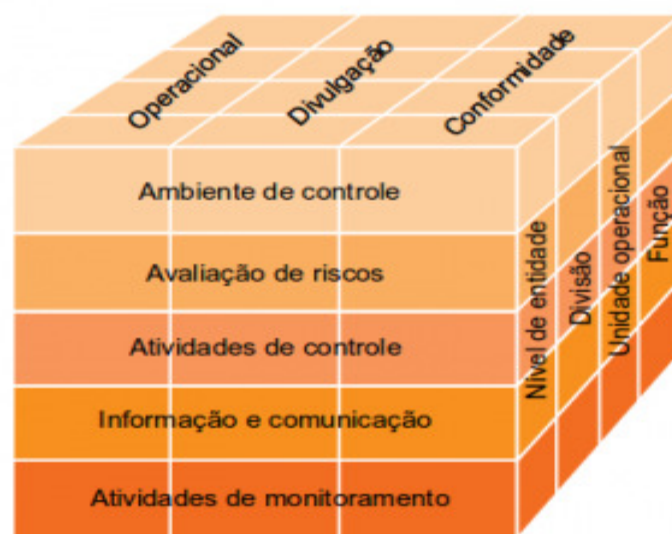 Operacional
Divulgação
Conformidade
Ambiente de controle
Avaliação de riscos
Atividades de controle
Informação e comunicação
Atividades de monitoramento
Nível de entidade
Divisão
Unidade operacional
Função